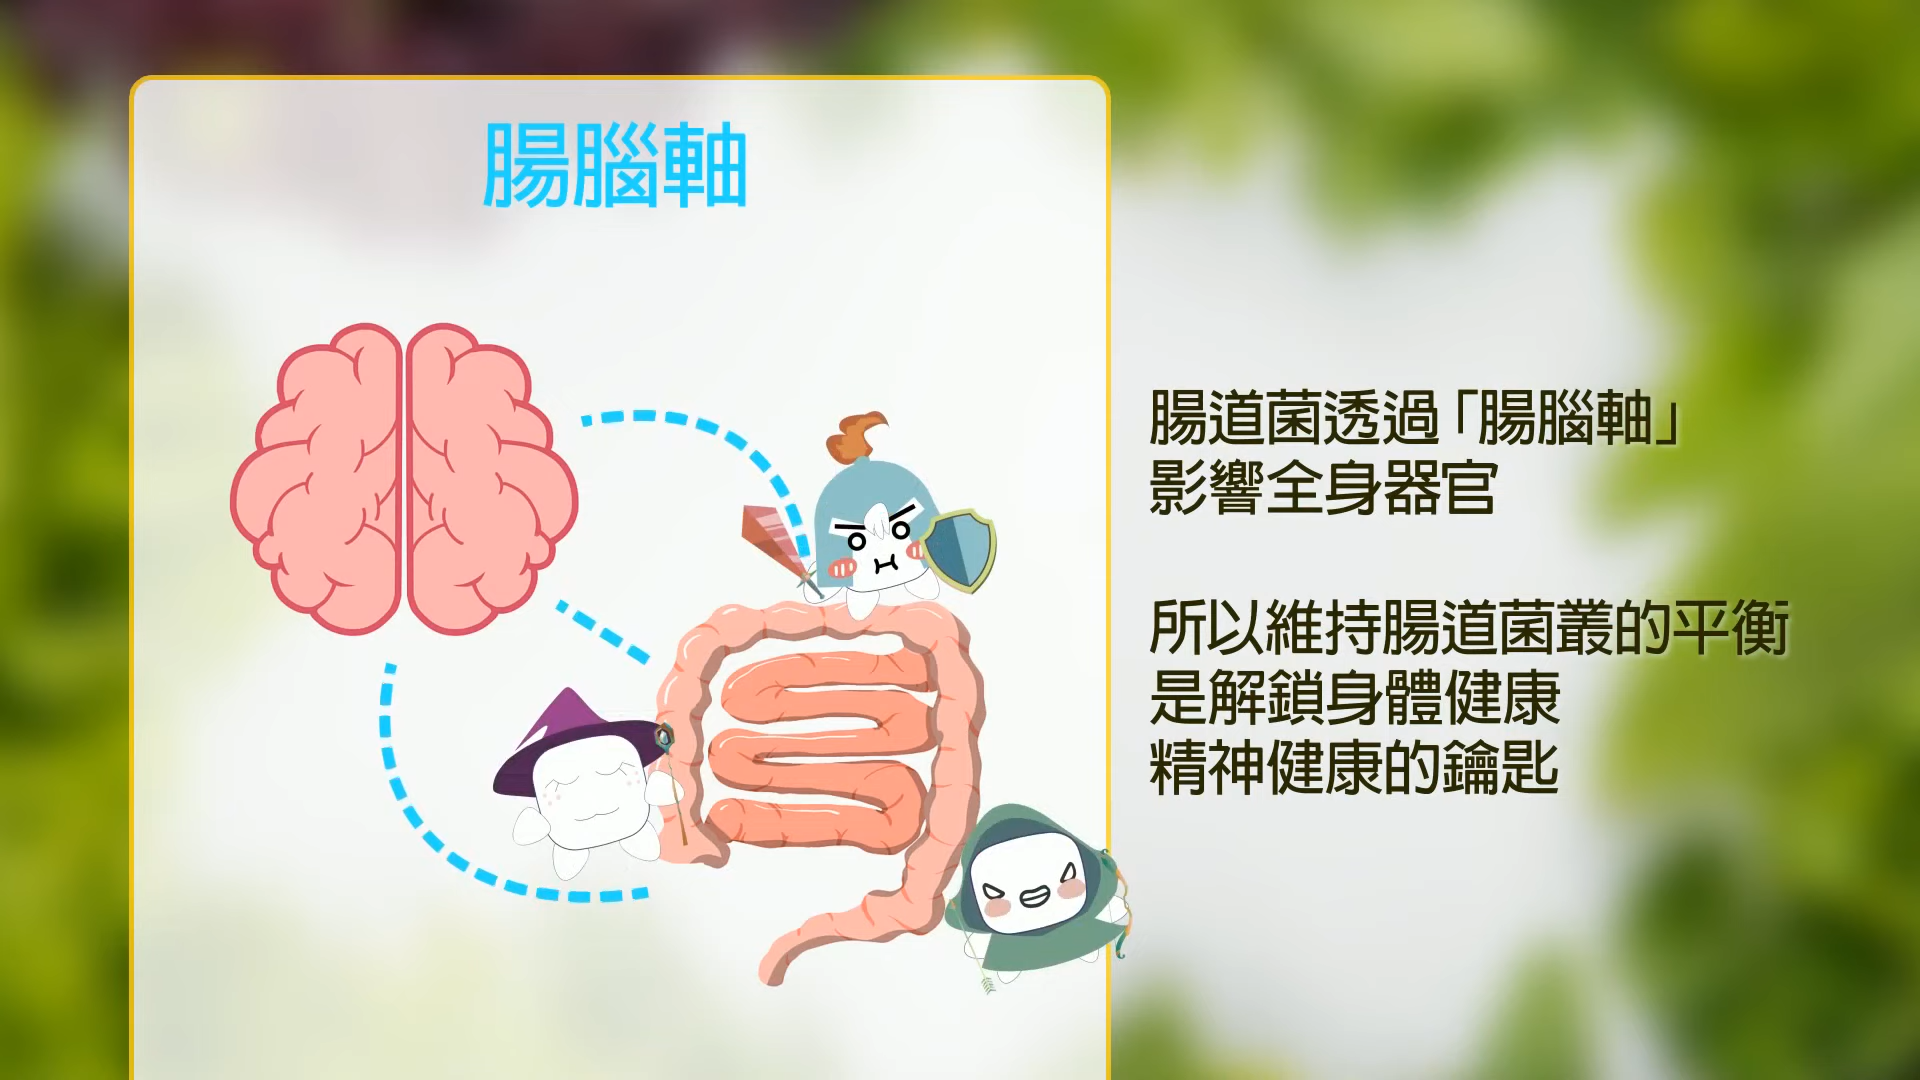 腸腦軸
腸道菌透過「腸腦軸」
影響全身器官
所以維持腸道菌叢的平衡
是解鎖身體健康
精神健康的鑰匙